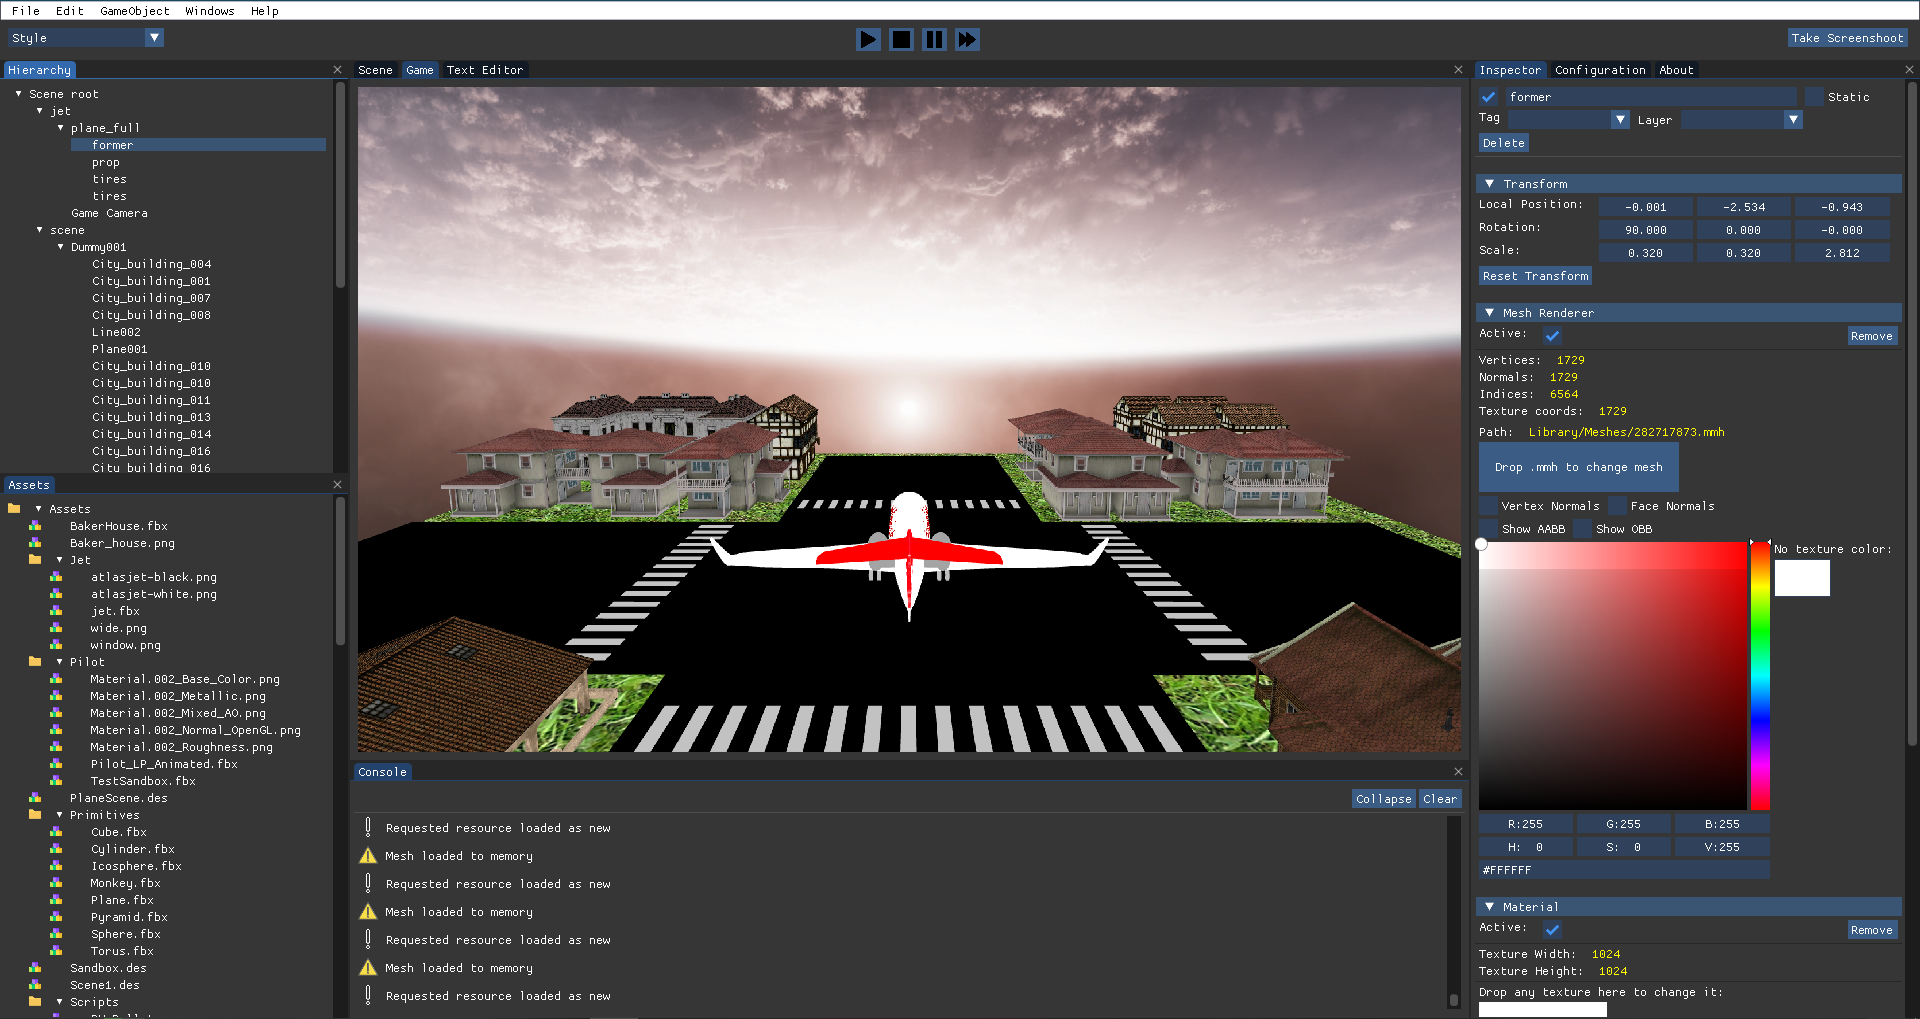 File Edit GameObject Windows Help
Style
Take Screenshoot
Hierarchy
Scene root
jet
plane_full
former
prop
tires
tires
Game Camera
scene
Dummy001
City_building_004
City_building_001
City_building_007
City_building_008
Line002
Plane001
City_building_010
City_building_010
City_building_011
City_building_013
City_building_014
City_building_016
City_building_016
Assets
Assets
BakerHouse.fbx
Baker_house.png
Jet
atlasjet-black.png
atlasjet-white.png
jet.fbx
wide.png
window.png
Pilot
Material.002_Base_Color.png
Material.002_Metallic.png
Material.002_Mixed_AO.png
Material.002_Normal_OpenGL.png
Material.002_Roughness.png
Pilot_LP_Animated.fbx
TestSandbox.fbx
PlaneScene.des
Primitives
Cube.fbx
Cylinder.fbx
Icosphere.fbx
Monkey.fbx
Plane.fbx
Pyramid.fbx
Sphere.fbx
Torus.fbx
Sandbox.des
Scene1.des
Scripts
Scene Game Text Editor
Console
Collapse Clear
Requested resource loaded as new
Mesh loaded to memory
Requested resource loaded as new
Mesh loaded to memory
Requested resource loaded as new
Mesh loaded to memory
Requested resource loaded as new
Inspector Configuration About
former Static
Tag Layer
Delete
Transform
Local Position: -0.001 -2.534 -0.943
Rotation: 90.000 0.000 -0.000
Scale: 0.320 0.320 2.812
Reset Transform
Mesh Renderer
Active: Remove
Vertices: 1729
Normals: 1729
Indices: 6564
Texture coords: 1729
Path: Library/Meshes/282717873.mmh
Drop .mmh to change mesh
Vertex Normals Face Normals
Show AABB Show OBB
No texture color:
R:255 G:255 B:255
H: 0 S: 0 V:255
#FFFFFF
Material
Active: Remove
Texture Width: 1024
Texture Height: 1024
Drop any texture here to change it: